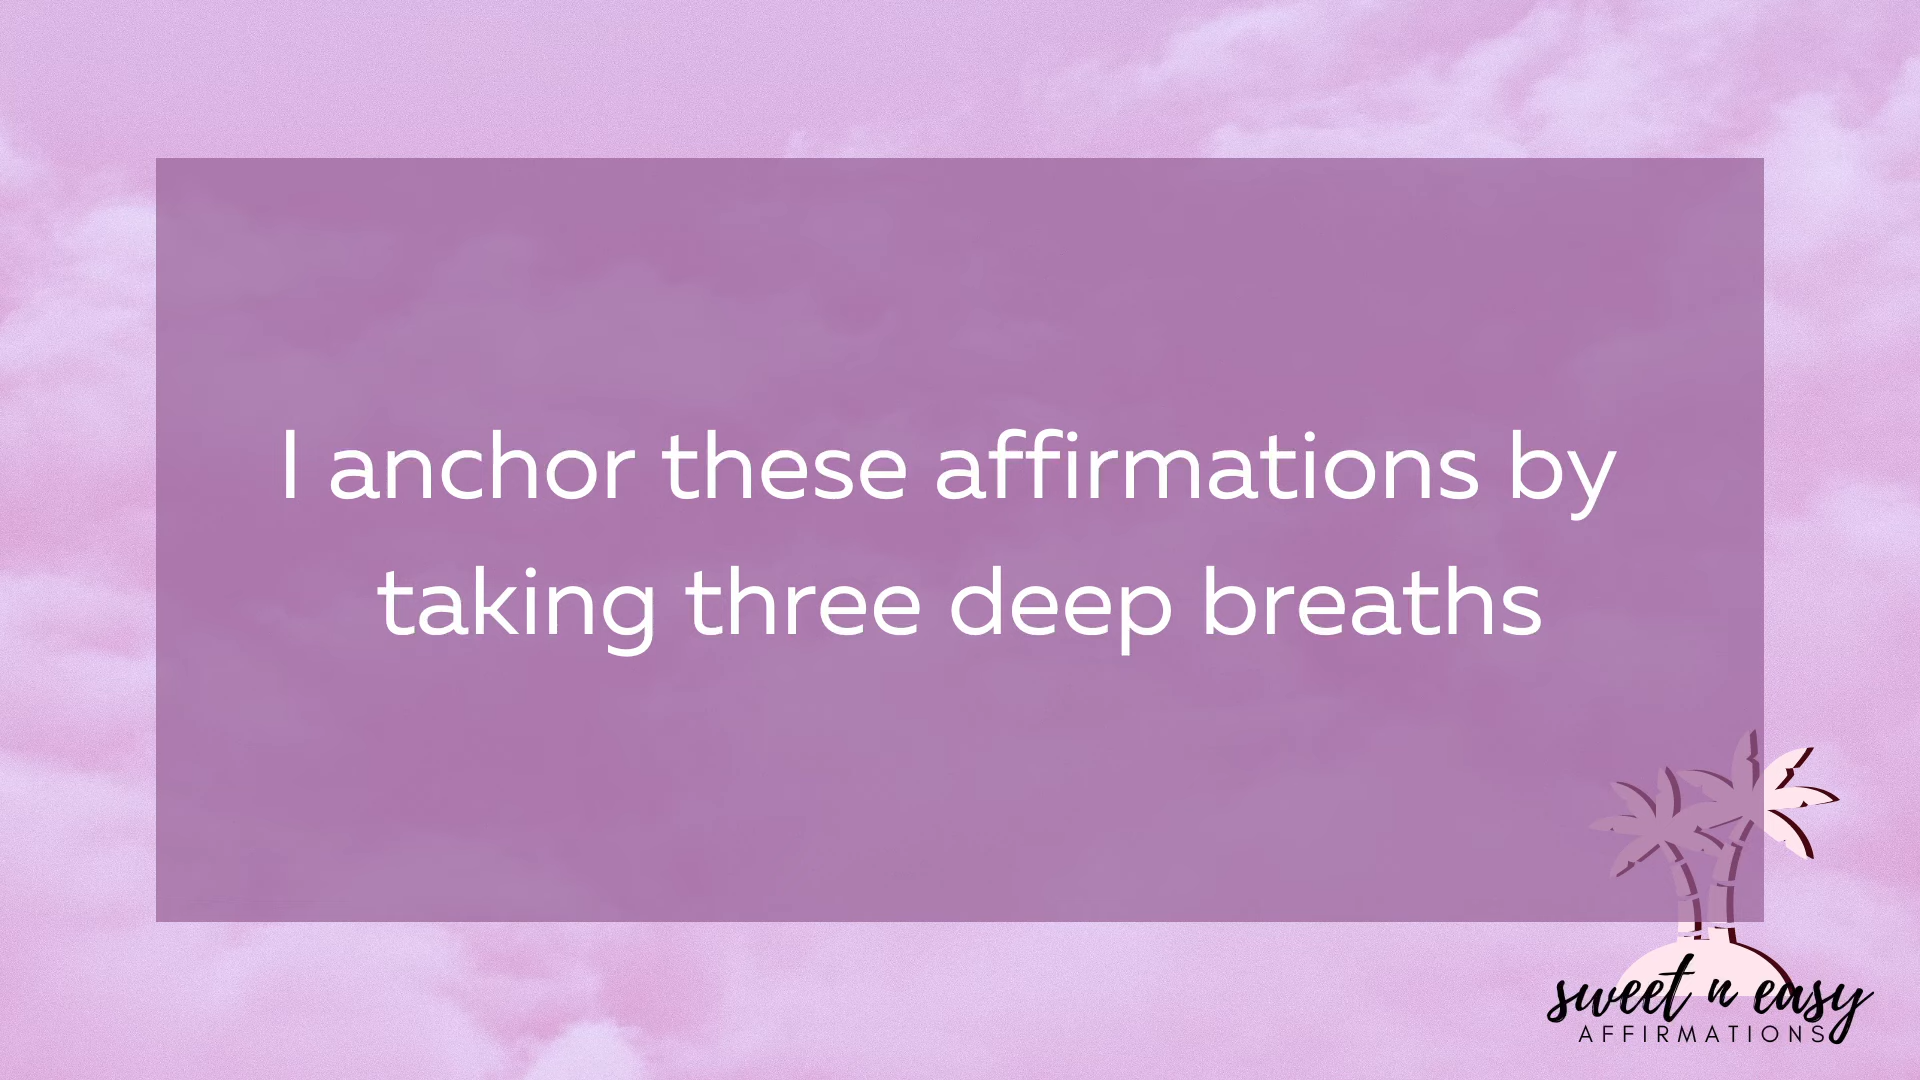 I anchor these affirmations by
taking three deep breaths
sweet n easy
AFFIRMATIONS